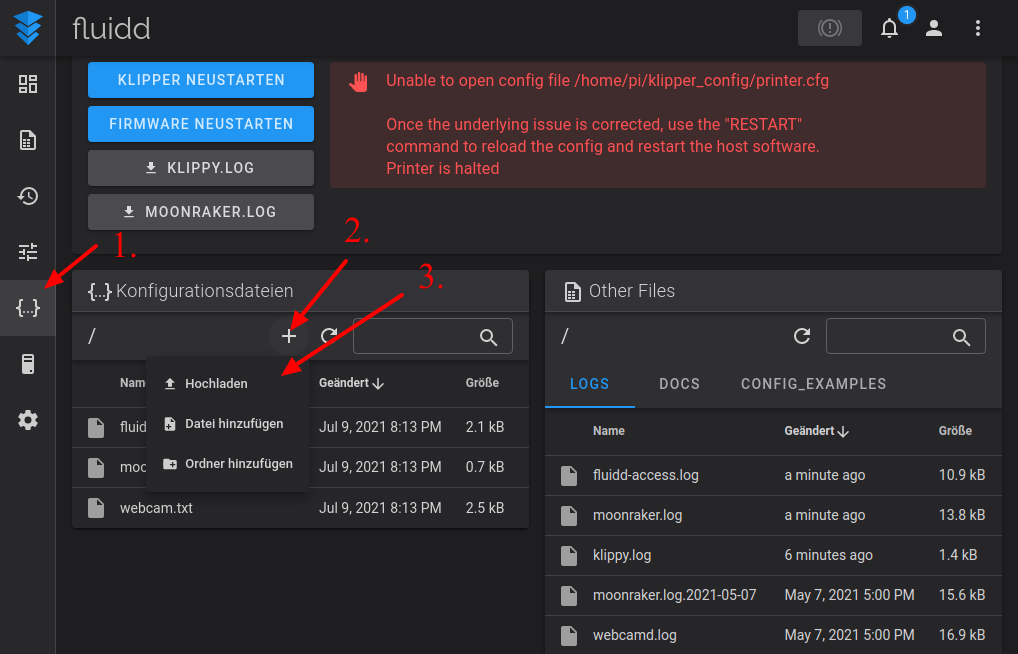 fluidd
1
KLIPPER NEUSTARTEN
FIRMWARE NEUSTARTEN
KLIPPY.LOG
MOONRAKER.LOG
Unable to open config file /home/pi/klipper_config/printer.cfg
Once the underlying issue is corrected, use the "RESTART"
command to reload the config and restart the host software.
Printer is halted
1.
2.
3.
{...}
{...} Konfigurationsdateien
/
Hochladen
Datei hinzufügen
Ordner hinzufügen
Nam Geändert Größe
fluid Jul 9, 2021 8:13 PM 2.1 kB
moo Jul 9, 2021 8:13 PM 0.7 kB
webcam.txt Jul 9, 2021 8:13 PM 2.5 kB
Other Files
/
LOGS DOCS CONFIG_EXAMPLES
Name Geändert Größe
fluidd-access.log a minute ago 10.9 kB
moonraker.log a minute ago 13.8 kB
klippy.log 6 minutes ago 1.4 kB
moonraker.log.2021-05-07 May 7, 2021 5:00 PM 15.6 kB
webcamd.log May 7, 2021 5:00 PM 16.9 kB